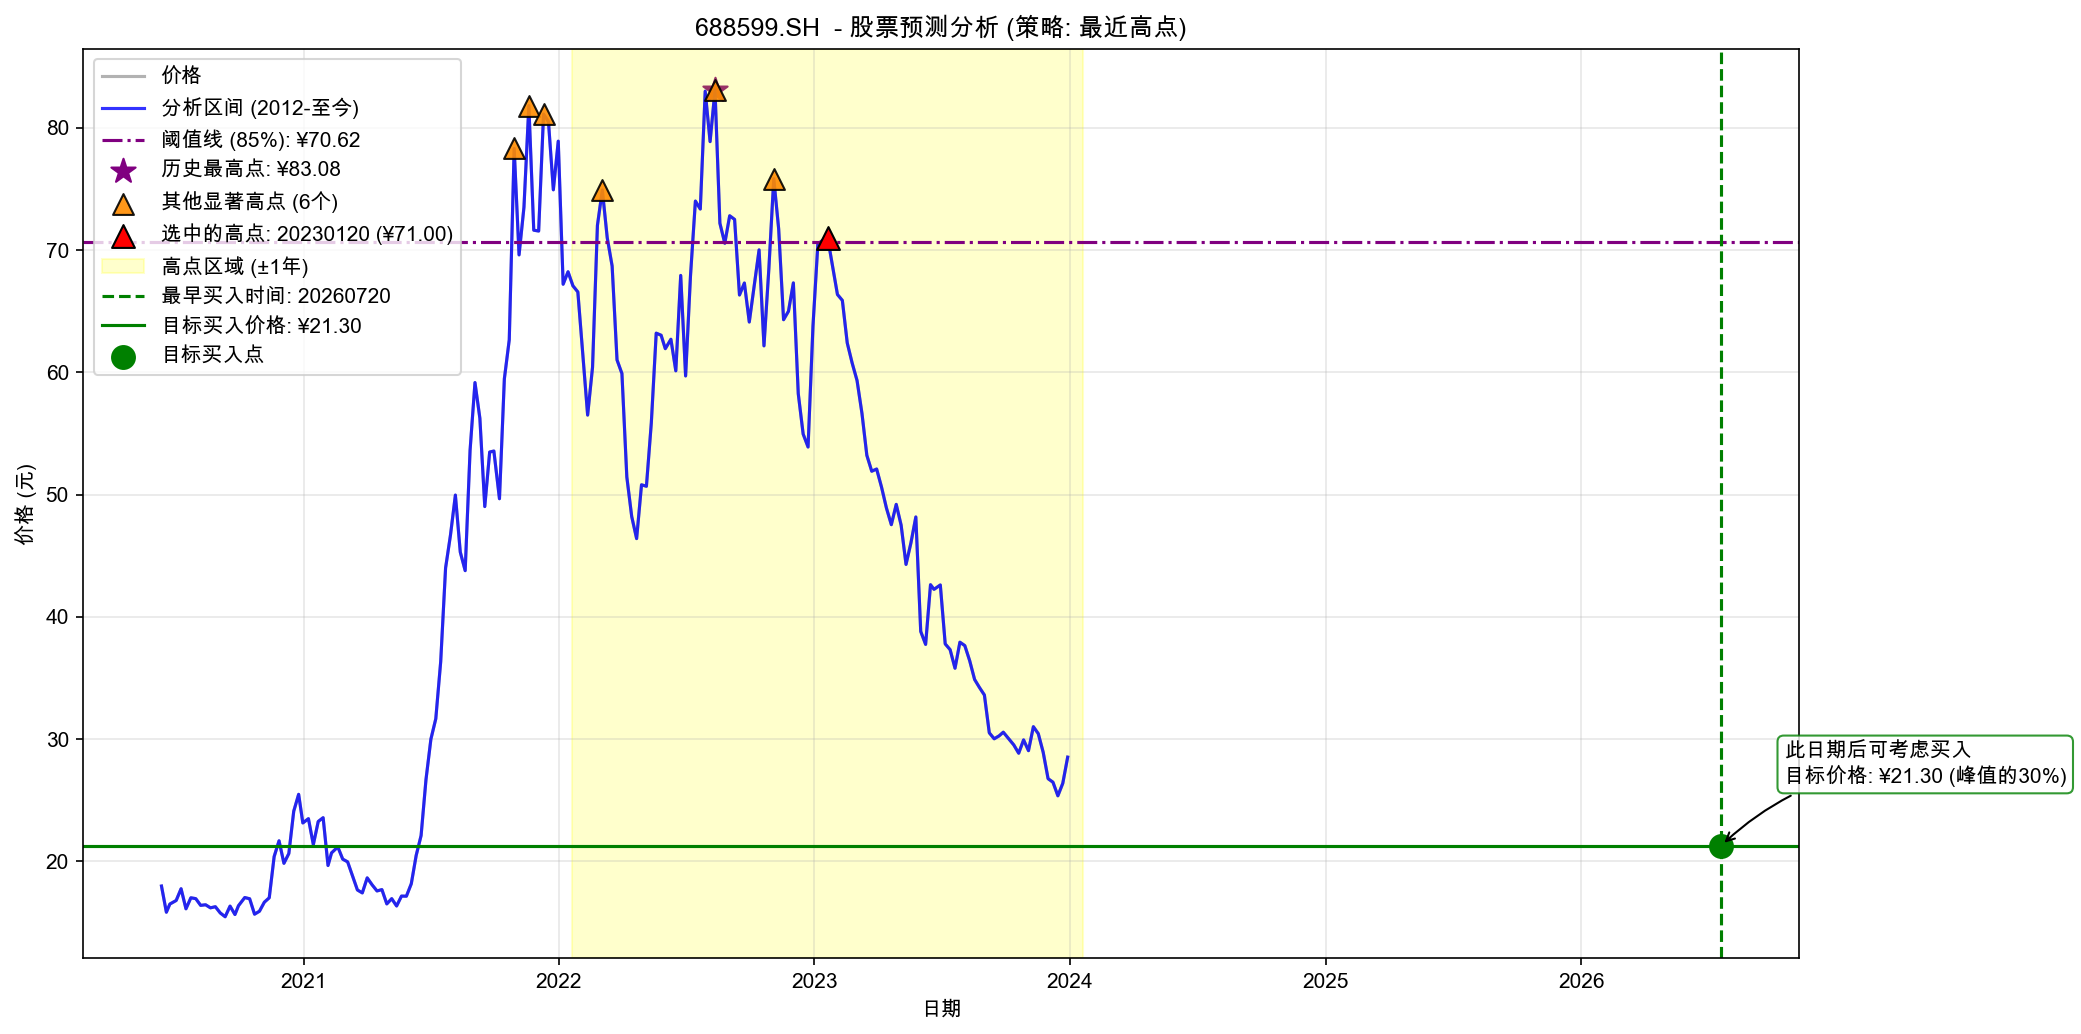 688599.SH - 股票预测分析 (策略: 最近高点)
价格
分析区间 (2012-至今)
阈值线 (85%): ¥70.62
历史最高点: ¥83.08
其他显著高点 (6个)
选中的高点: 20230120 (¥71.00)
高点区域 (±1年)
最早买入时间: 20260720
目标买入价格: ¥21.30
目标买入点
80
70
60
50
40
30
20
价格 (元)
此日期后可考虑买入
目标价格: ¥21.30 (峰值的30%)
2021
2022
2023
2024
2025
2026
日期